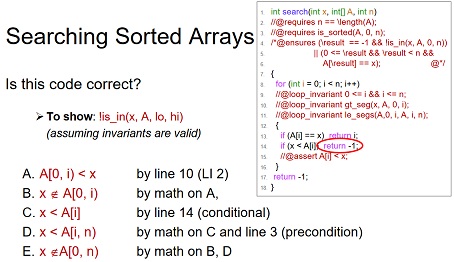 Searching Sorted Arrays
Is this code correct?
➤ To show: !is_in(x, A, lo, hi)
(assuming invariants are valid)
A. A[0, i) < x by line 10 (LI 2)
B. x ∉ A[0, i) by math on A,
C. x < A[i] by line 14 (conditional)
D. x < A[i, n) by math on C and line 3 (precondition)
E. x ∉A[0, n) by math on B, D
1. int search(int x, int[] A, int n)
2. //@requires n == \length(A);
3. //@requires is_sorted(A, 0, n);
4. /*@ensures (\result == -1 && !is_in(x, A, 0, n))
5. || (0 <= \result && \result < n &&
6. A[\result] == x); @*/
7. {
8. for (int i = 0; i < n; i++)
9. //@loop_invariant 0 <= i && i <= n;
10. //@loop_invariant gt_seg(x, A, 0, i);
11. //@loop_invariant le_segs(A,0, i, A, i, n);
12. {
13. if (A[i] == x) return i;
14. if (x < A[i]) return -1;
15. //@assert A[i] < x;
16. }
17. return -1;
18. }